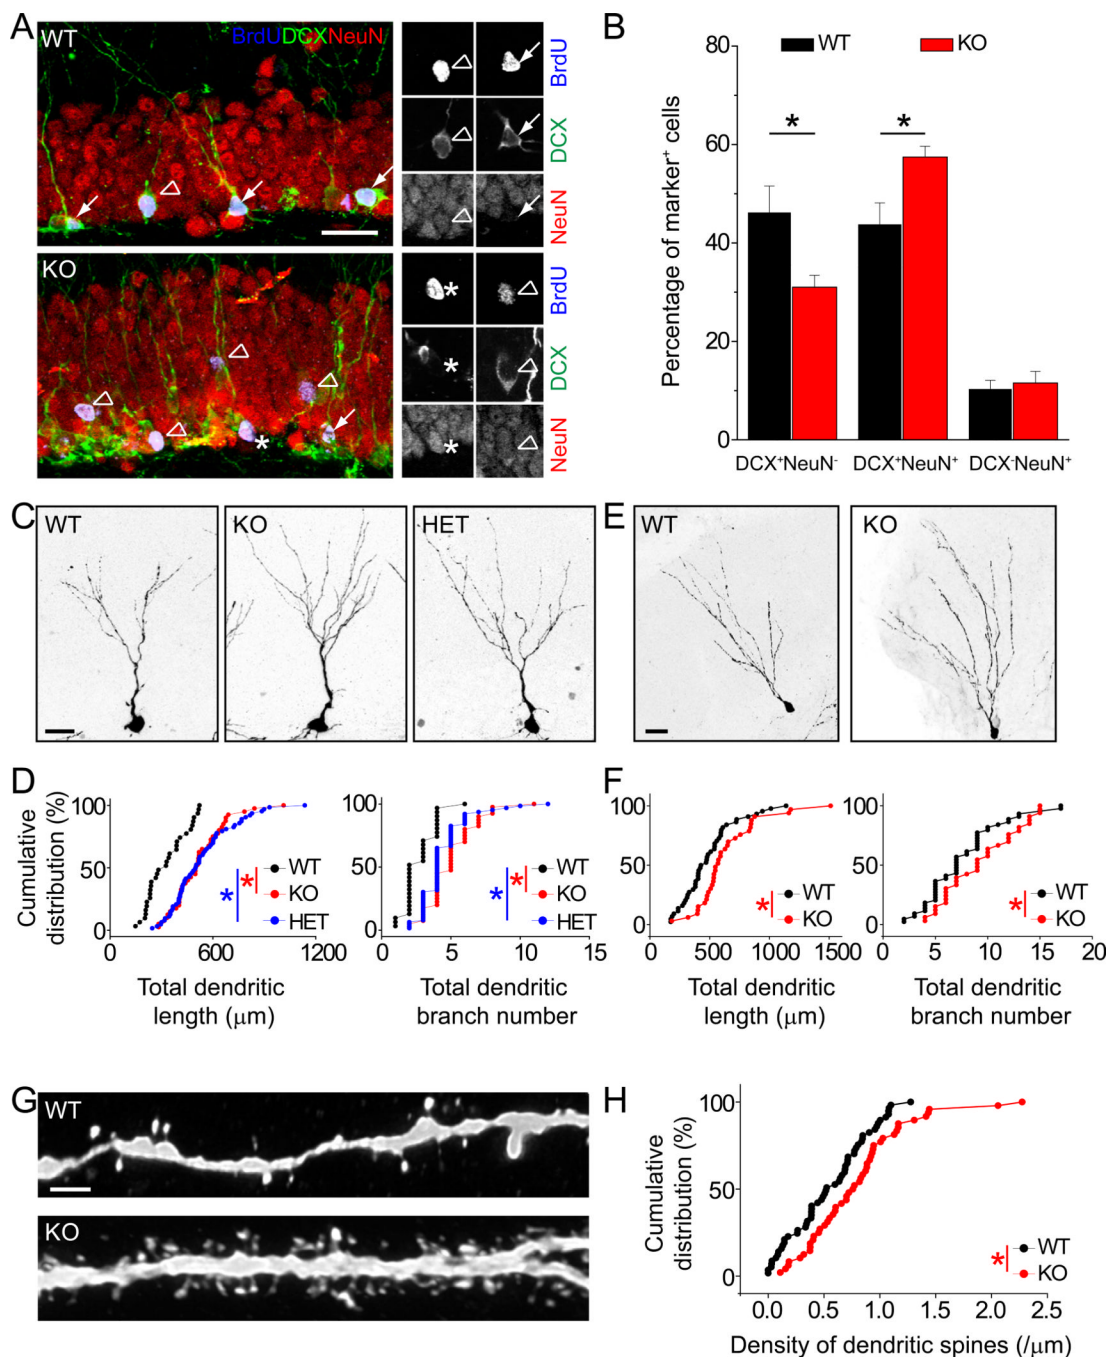 A
WT
BrdUDCXNeuN
BrdU
DCX
NeuN
KO
*
BrdU
*
DCX
*
NeuN
*
B
WT
KO
Percentage of marker⁺ cells
80
60
40
20
0
*
*
DCX⁺NeuN⁻
DCX⁺NeuN⁺
DCX⁻NeuN⁺
C
WT
KO
HET
E
WT
KO
D
Cumulative
distribution (%)
100
50
0
* * WT
KO
HET
0
600
1200
Total dendritic
length (μm)
100
50
0
* * WT
KO
HET
0
5
10
15
Total dendritic
branch number
F
100
50
0
* WT
KO
0
500
1000
1500
Total dendritic
length (μm)
100
50
0
* WT
KO
0
5
10
15
20
Total dendritic
branch number
G
WT
KO
H
Cumulative
distribution (%)
100
50
0
* WT
KO
0.0
0.5
1.0
1.5
2.0
2.5
Density of dendritic spines (/μm)